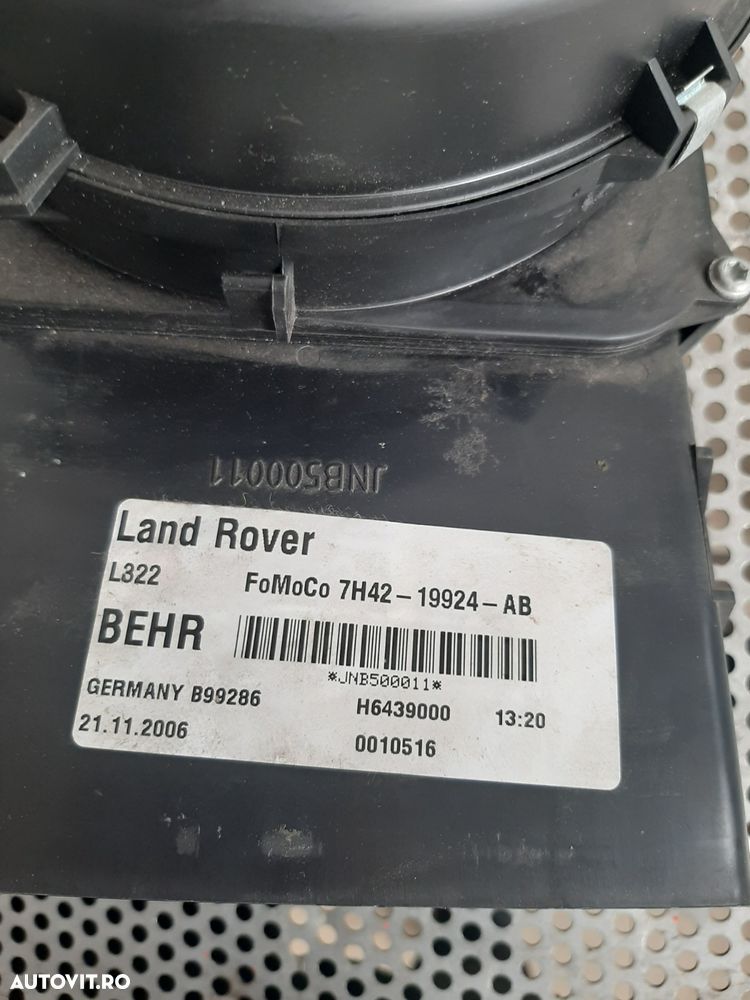 JNB500011
Land Rover
L322 FoMoCo 7H42-19924-AB
BEHR
*JNB500011*
GERMANY B99286 H6439000 13:20
21.11.2006 0010516
AUTOVIT.RO